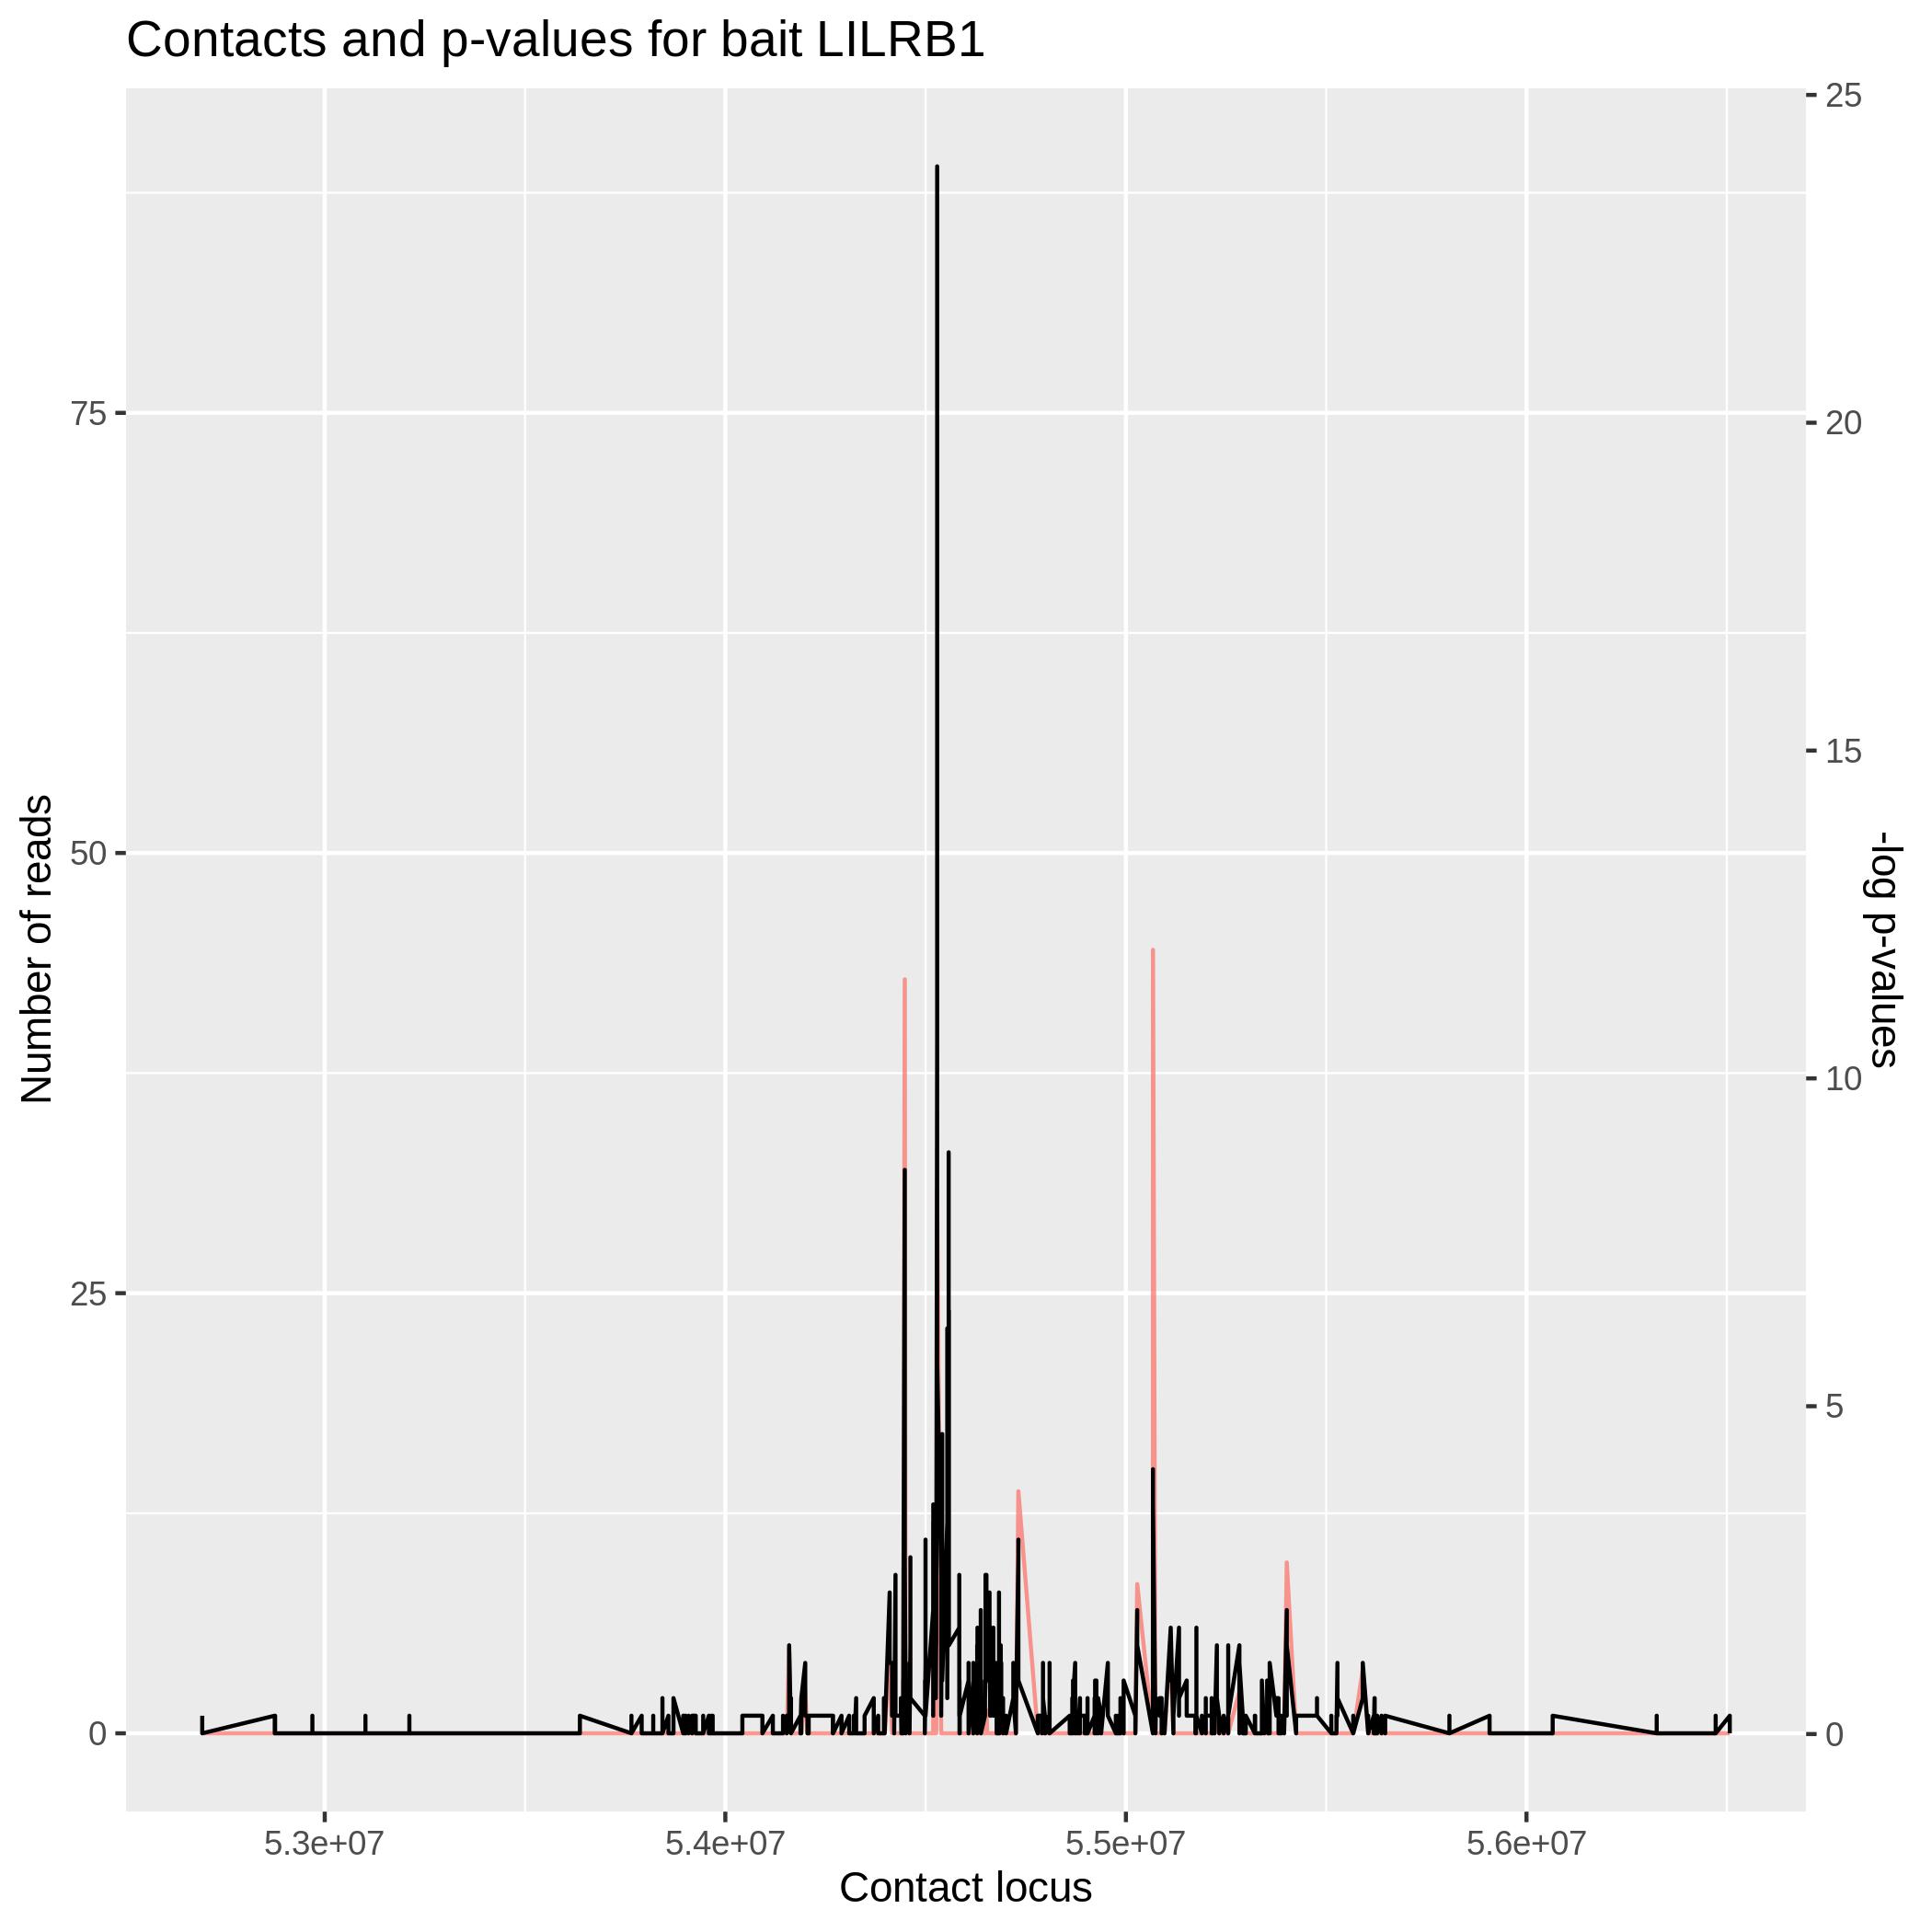 Contacts and p-values for bait LILRB1
25
20
15
10
5
0
75
50
25
0
Number of reads
-log p-values
5.3e+07 5.4e+07 5.5e+07 5.6e+07
Contact locus